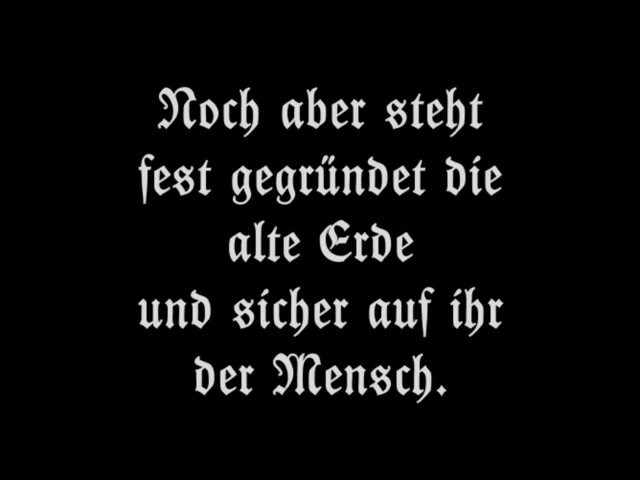 Noch aber steht
fest gegründet die
alte Erde
und sicher auf ihr
der Mensch.